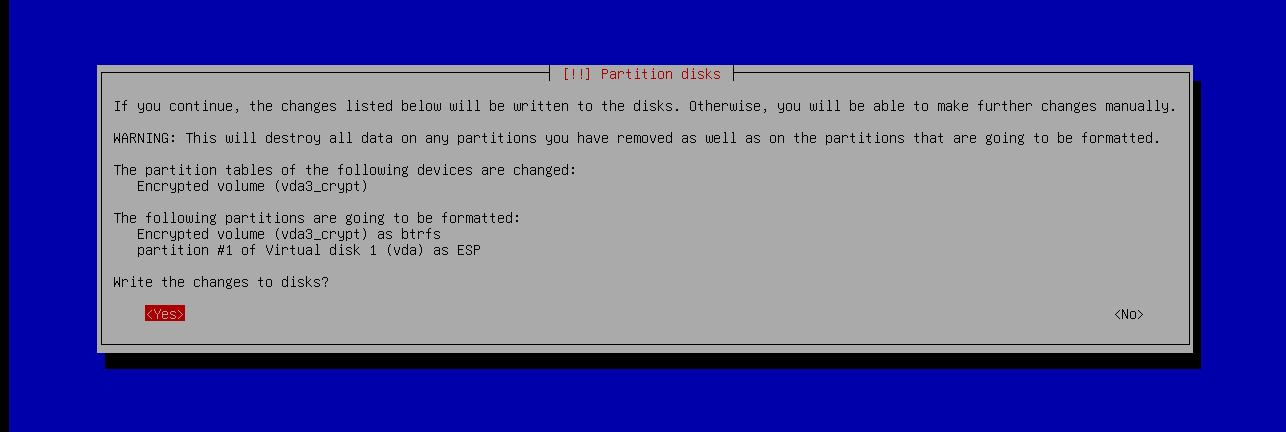 [!!] Partition disks
If you continue, the changes listed below will be written to the disks. Otherwise, you will be able to make further changes manually.
WARNING: This will destroy all data on any partitions you have removed as well as on the partitions that are going to be formatted.
The partition tables of the following devices are changed:
Encrypted volume (vda3_crypt)
The following partitions are going to be formatted:
Encrypted volume (vda3_crypt) as btrfs
partition #1 of Virtual disk 1 (vda) as ESP
Write the changes to disks?
<Yes> <No>